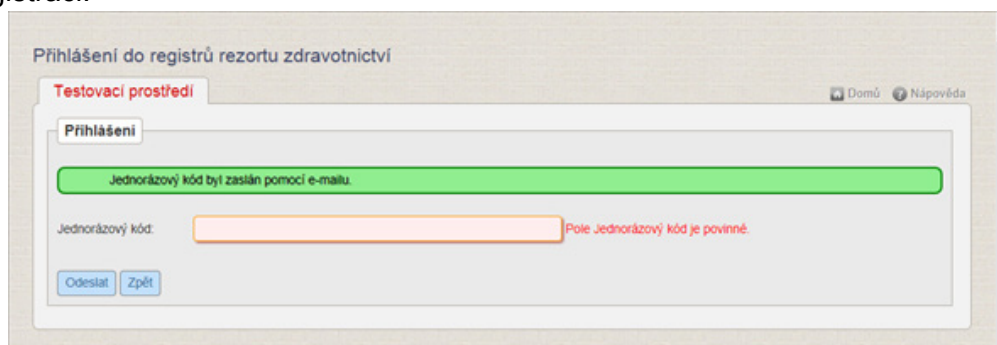 Přihlášení do registrů rezortu zdravotnictví
Testovací prostředí
Domů Nápověda
Přihlášení
Jednorázový kód byl zaslán pomocí e-mailu.
Jednorázový kód:
Pole Jednorázový kód je povinné.
Odeslat Zpět